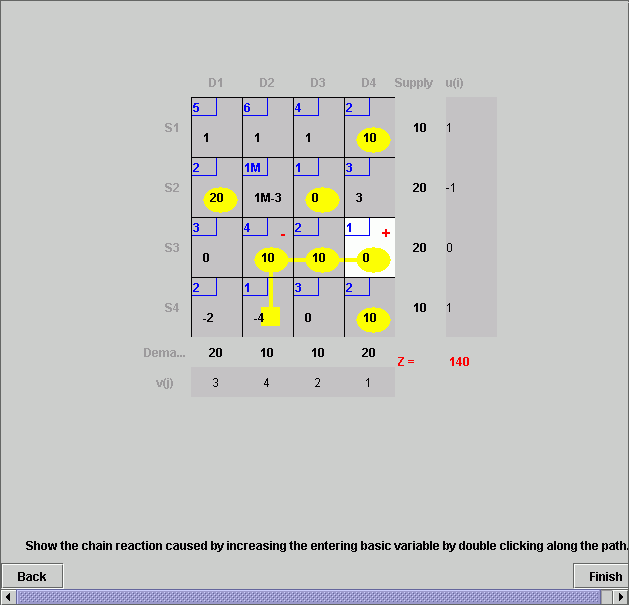 D1 D2 D3 D4 Supply u(i)
5 6 4 2
S1 1 1 1 10 10 1
2 1M 1 3
S2 20 1M-3 0 3 20 -1
3 4 - 2 1 +
S3 0 10 10 0 20 0
2 1 3 2
S4 -2 -4 0 10 10 1
Dema... 20 10 10 20 Z = 140
v(j) 3 4 2 1
Show the chain reaction caused by increasing the entering basic variable by double clicking along the path.
Back Finish